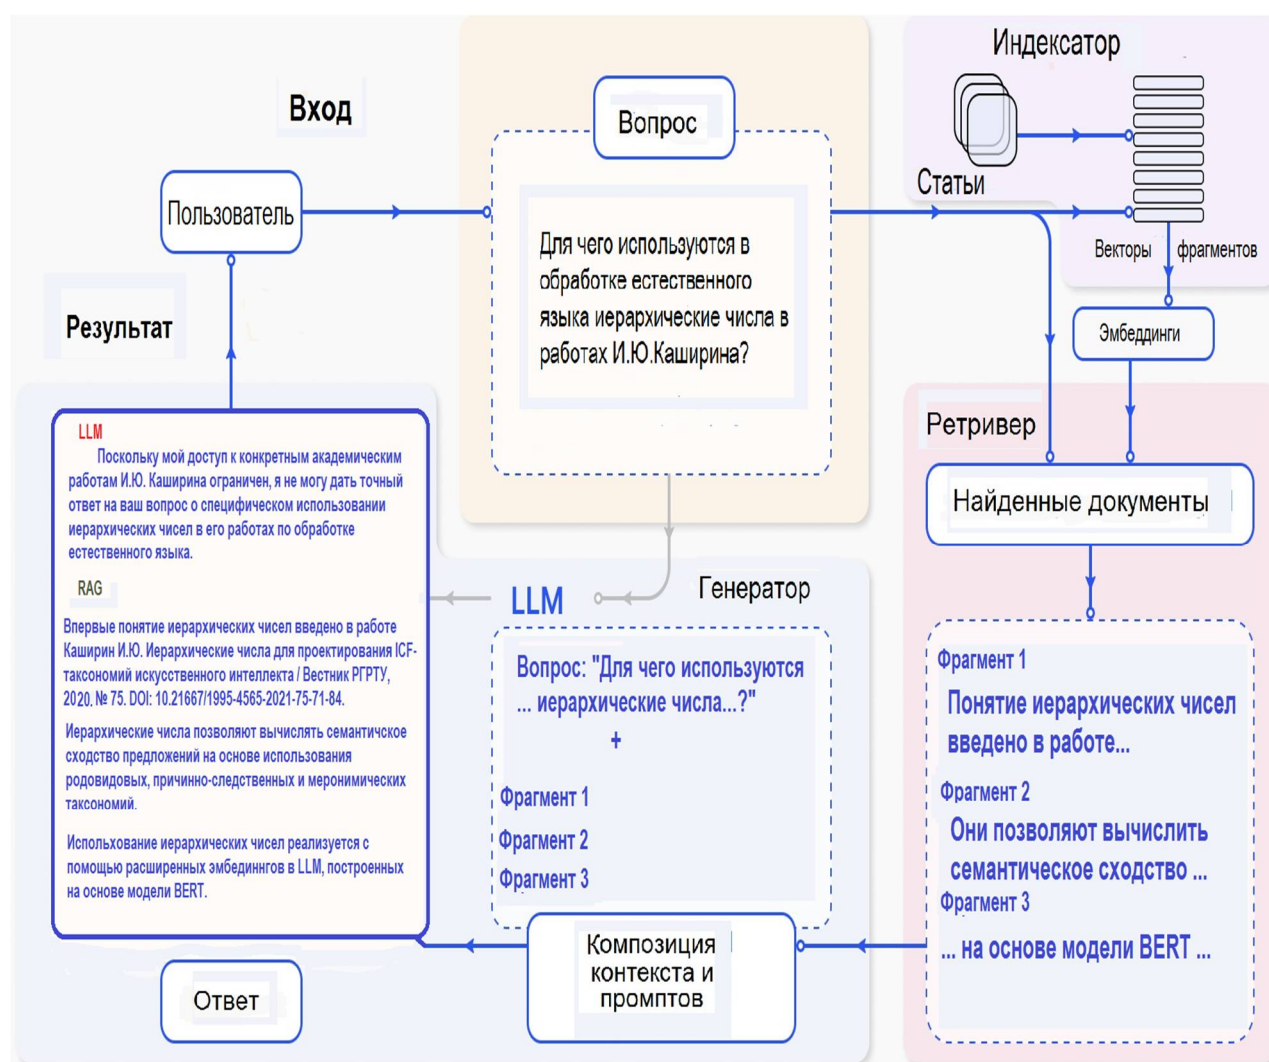 Вход
Вопрос
Индексатор
Статьи
Пользователь
Для чего используются в
обработке естественного
языка иерархические числа в
работах И.Ю.Каширина?
Векторы фрагментов
Эмбеддинги
Результат
Ретривер
Найденные документы
LLM
Поскольку мой доступ к конкретным академическим
работам И.Ю. Каширина ограничен, я не могу дать точный
ответ на ваш вопрос о специфическом использовании
иерархических чисел в его работах по обработке
естественного языка.
RAG
Впервые понятие иерархических чисел введено в работе
Каширин И.Ю. Иерархические числа для проектирования ICF-
таксономий искусственного интеллекта / Вестник РГРТУ,
2020. № 75. DOI: 10.21667/1995-4565-2021-75-71-84.
Иерархические числа позволяют вычислять семантичское
сходство предложений на основе использования
родовидовых, причинно-следственных и меронимических
таксономий.
Испольхование иерархических чисел реализуется с
помощью расширенных эмбединнгов в LLM, построенных
на основе модели BERT.
Ответ
LLM
Генератор
Вопрос: "Для чего используются
... иерархические числа...?"
+
Фрагмент 1
Фрагмент 2
Фрагмент 3
Композиция
контекста и
промптов
Фрагмент 1
Понятие иерархических чисел
введено в работе...
Фрагмент 2
Они позволяют вычислить
семантическое сходство ...
Фрагмент 3
... на основе модели BERT ...